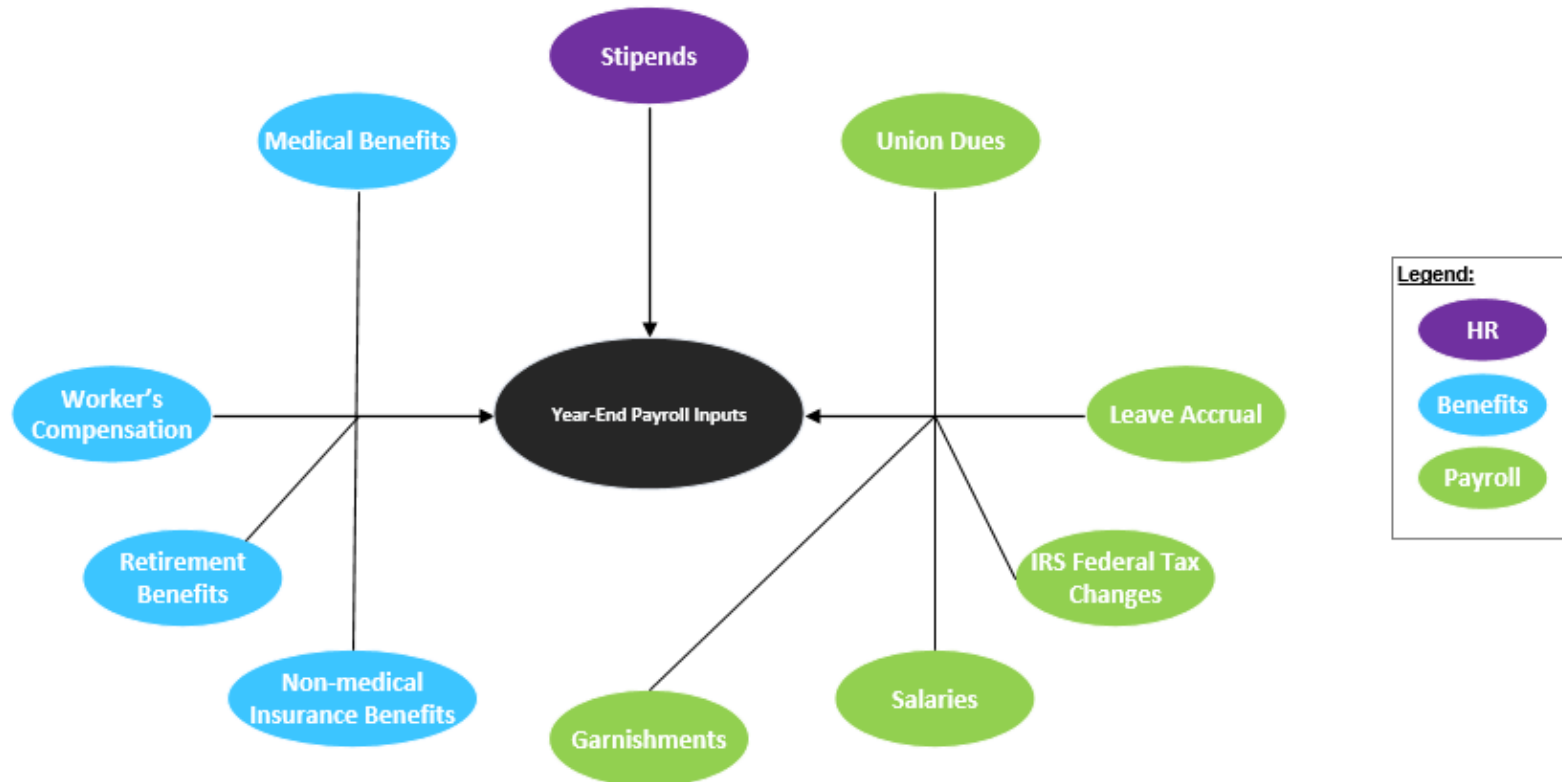 Stipends
Medical Benefits
Union Dues
Worker's
Compensation
Year-End Payroll Inputs
Leave Accrual
Retirement
Benefits
IRS Federal Tax
Changes
Non-medical
Insurance Benefits
Salaries
Garnishments
Legend:
HR
Benefits
Payroll